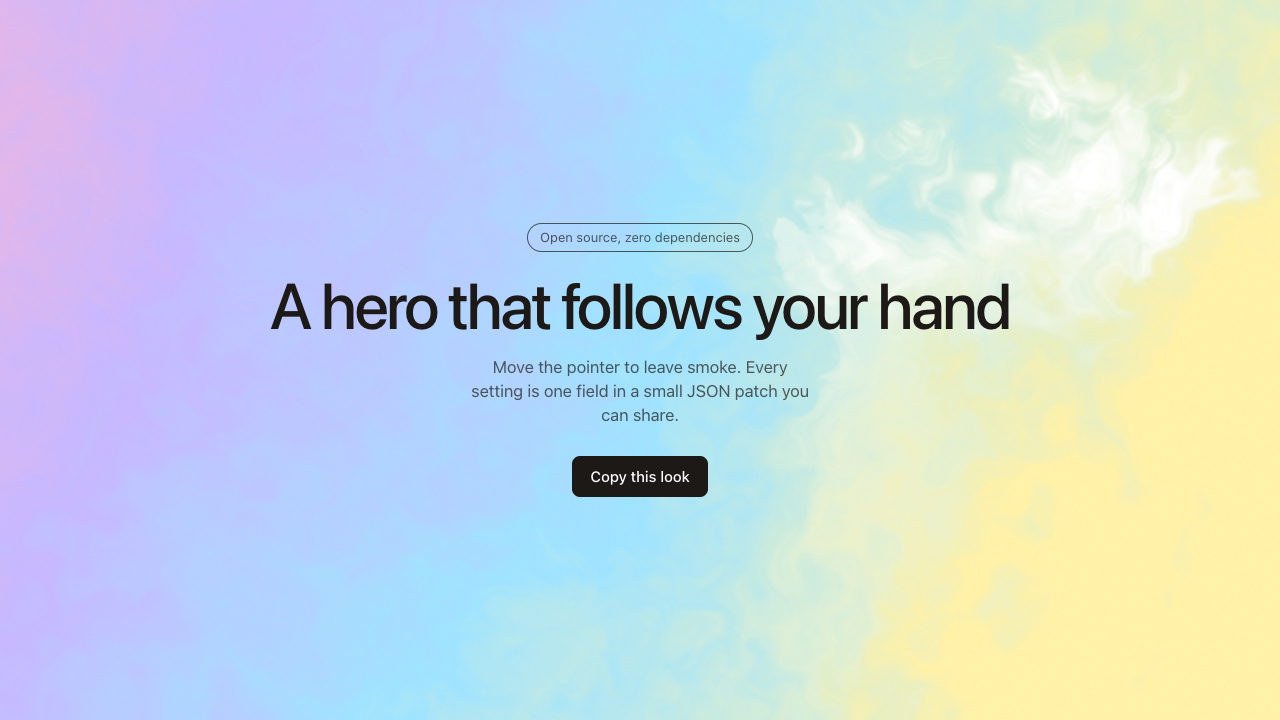 Open source, zero dependencies
A hero that follows your hand
Move the pointer to leave smoke. Every
setting is one field in a small JSON patch you
can share.
Copy this look